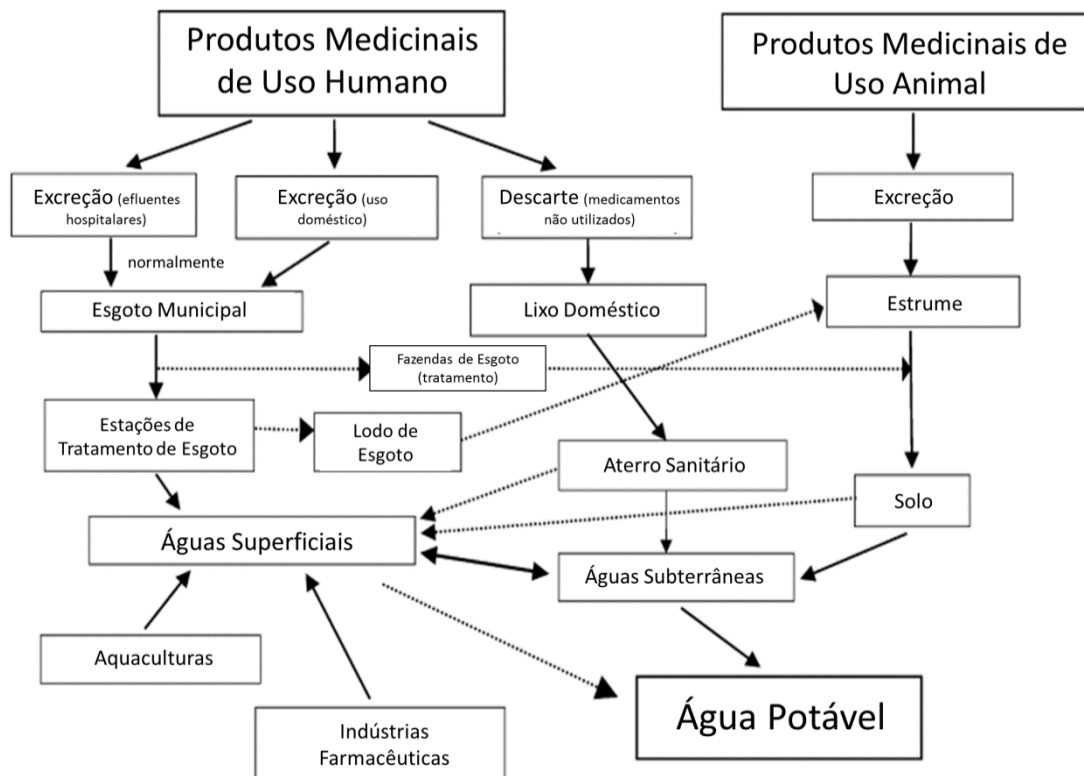 Produtos Medicinais
de Uso Humano
Produtos Medicinais de
Uso Animal
Excreção (efluentes
hospitalares)
Excreção (uso
doméstico)
Descarte (medicamentos
não utilizados)
Excreção
normalmente
Esgoto Municipal
Lixo Doméstico
Estrume
Fazendas de Esgoto
(tratamento)
Estações de
Tratamento de Esgoto
Lodo de
Esgoto
Aterro Sanitário
Solo
Águas Superficiais
Águas Subterrâneas
Aquaculturas
Água Potável
Indústrias
Farmacêuticas